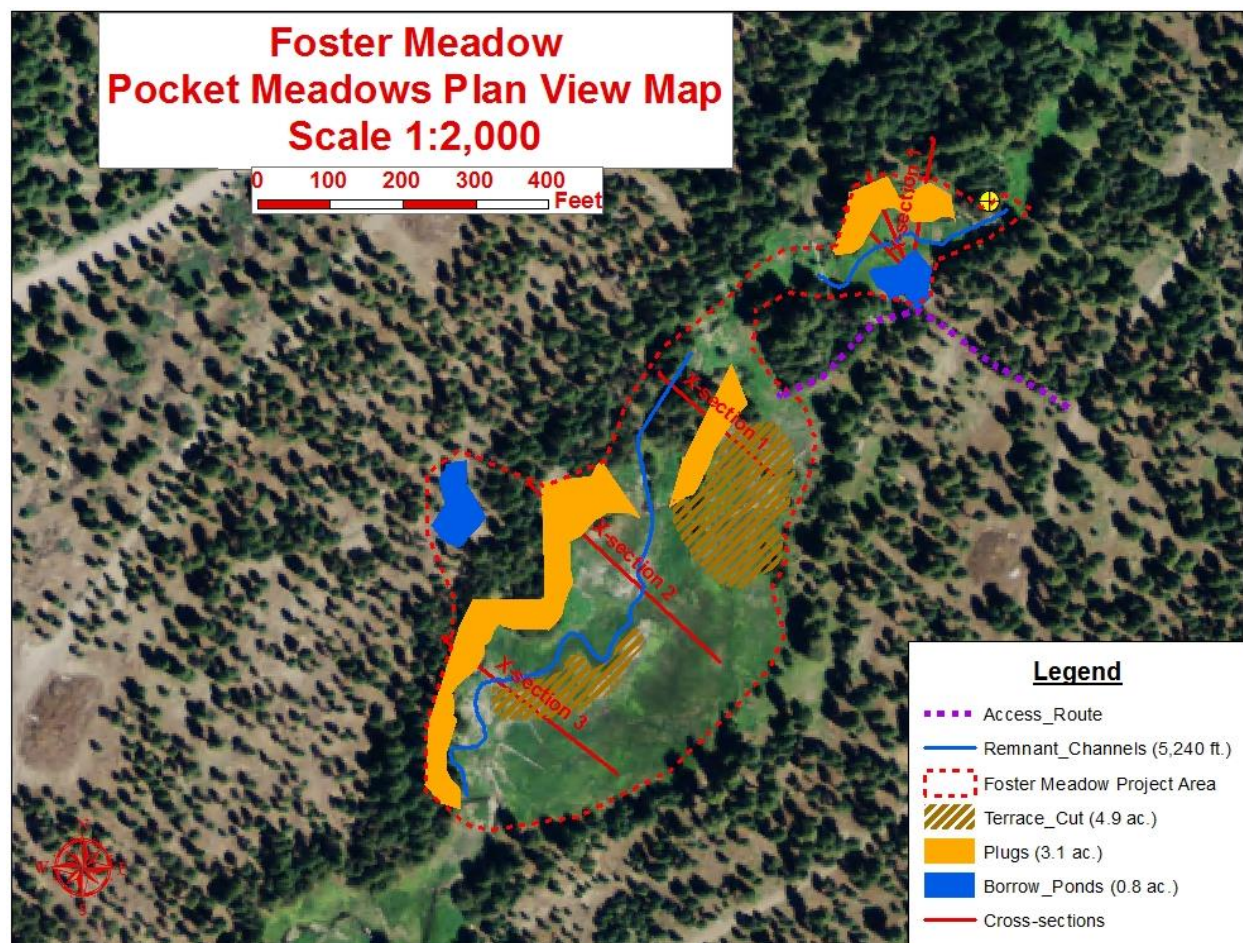 Foster Meadow
Pocket Meadows Plan View Map
Scale 1:2,000
0 100 200 300 400
Feet
X-section 1
X-section 2
X-section 3
Legend
Access_Route
Remnant_Channels (5,240 ft.)
Foster Meadow Project Area
Terrace_Cut (4.9 ac.)
Plugs (3.1 ac.)
Borrow_Ponds (0.8 ac.)
Cross-sections